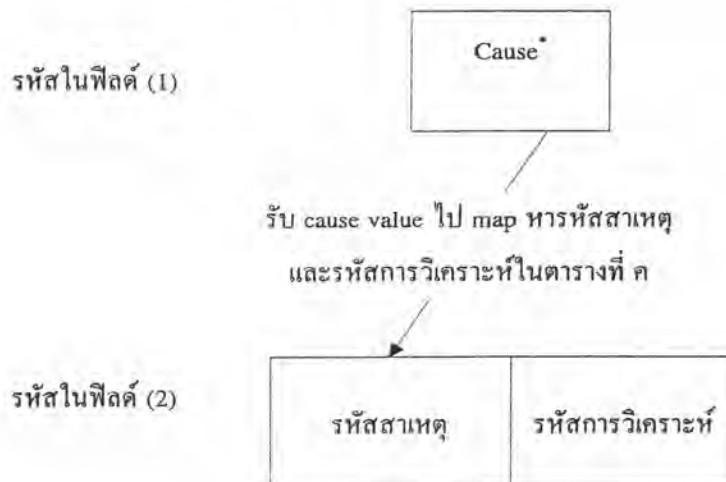 Cause*
รหัสในฟิลด์ (1)
รับ cause value ไป map หารหัสสาเหตุ
และรหัสการวิเคราะห์ในตารางที่ ค
รหัสในฟิลด์ (2)
รหัสสาเหตุ
รหัสการวิเคราะห์